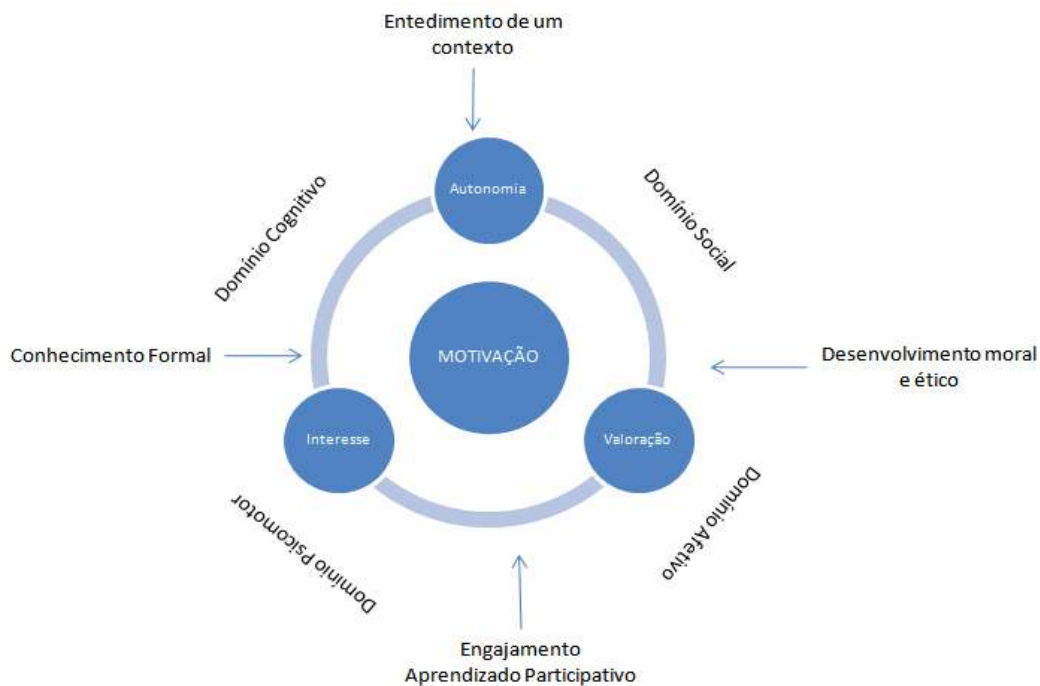 Entedimento de um
contexto
Autonomia
Domínio Cognitivo
Domínio Social
MOTIVAÇÃO
Conhecimento Formal
Desenvolvimento moral
e ético
Interesse
Valoração
Domínio Psicomotor
Domínio Afetivo
Engajamento
Aprendizado Participativo